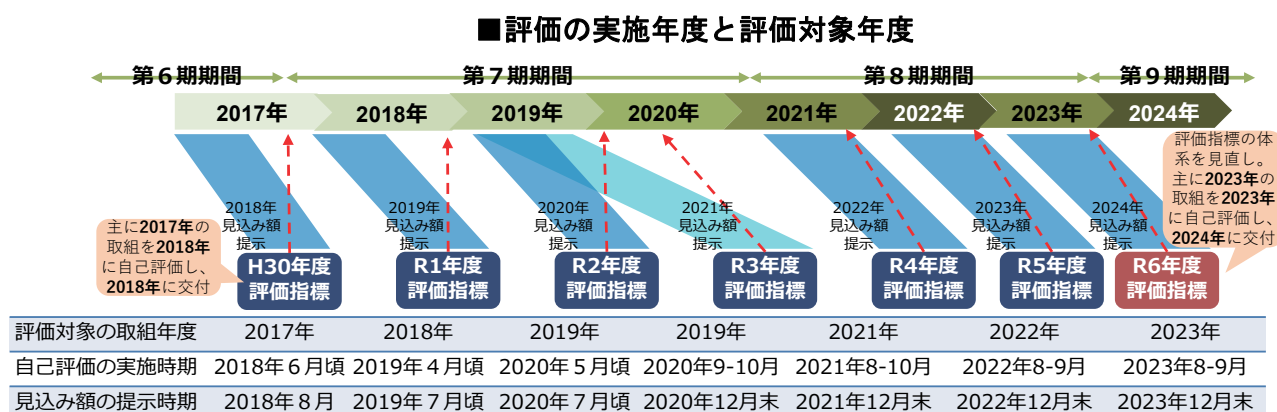 ■評価の実施年度と評価対象年度
第6期期間 第7期期間 第8期期間 第9期期間
2017年 2018年 2019年 2020年 2021年 2022年 2023年 2024年
評価指標の体
系を見直し。
主に2023年の
取組を2023年
に自己評価し、
2024年に交付
2018年
見込み額
提示
2019年
見込み額
提示
2020年
見込み額
提示
2021年
見込み額
提示
2022年
見込み額
提示
2023年
見込み額
提示
2024年
見込み額
提示
主に2017年の
取組を2018年
に自己評価し、
2018年に交付
H30年度
評価指標
R1年度
評価指標
R2年度
評価指標
R3年度
評価指標
R4年度
評価指標
R5年度
評価指標
R6年度
評価指標
評価対象の取組年度 2017年 2018年 2019年 2019年 2021年 2022年 2023年
自己評価の実施時期 2018年6月頃 2019年4月頃 2020年5月頃 2020年9-10月 2021年8-10月 2022年8-9月 2023年8-9月
見込み額の提示時期 2018年8月 2019年7月頃 2020年7月頃 2020年12月末 2021年12月末 2022年12月末 2023年12月末